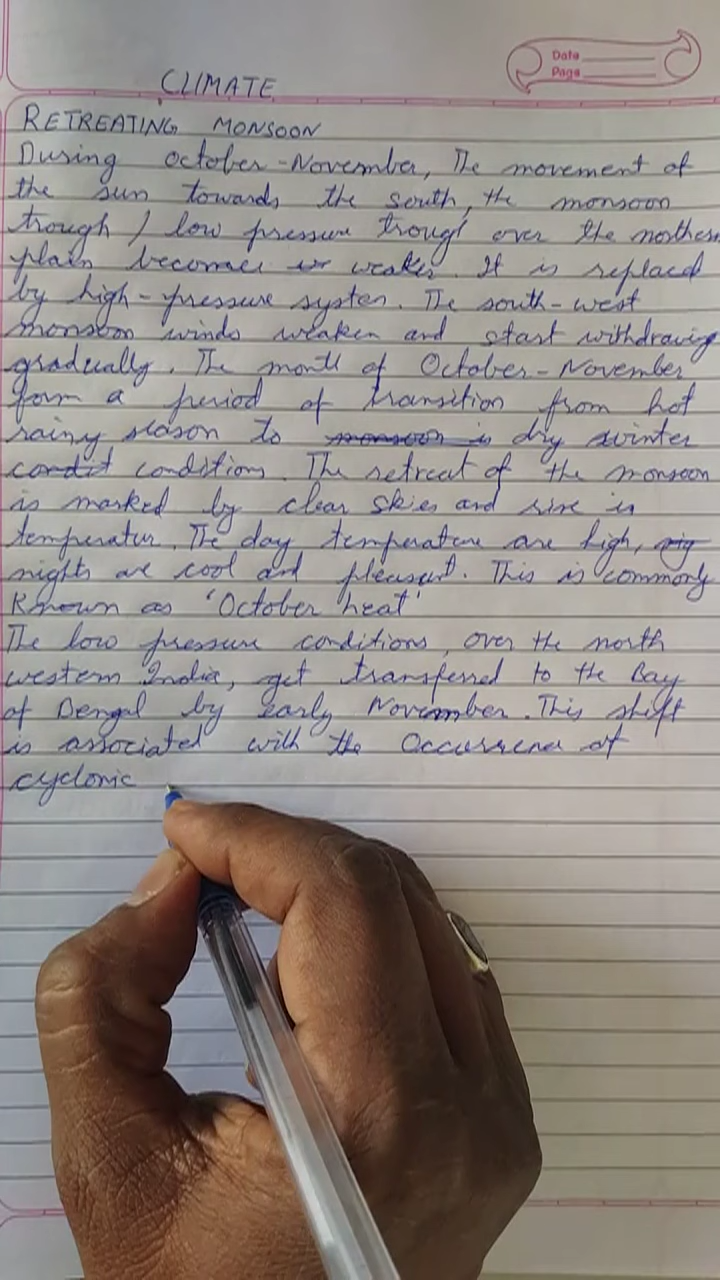 Date
Page
CLIMATE
RETREATING MONSOON
During October-November, The movement of
the sun towards the south, the monsoon
trough / low pressure trough over the northern
plain becomes weaker. It is replaced
by high-pressure system. The south-west
monsoon winds weaken and start withdrawing
gradually. The month of October-November
form a period of transition from hot
rainy season to monsoon is dry winter
condit conditions. The retreat of the monsoon
is marked by clear skies and rise in
temperatur. The day temperature are high, nig
nights are cool and pleasant. This is commonly
known as 'October heat'
The low pressure conditions, over the north
western India, get transferred to the Bay
of Bengal by early November. This shift
is associated with the Occurrence of
cyclonic